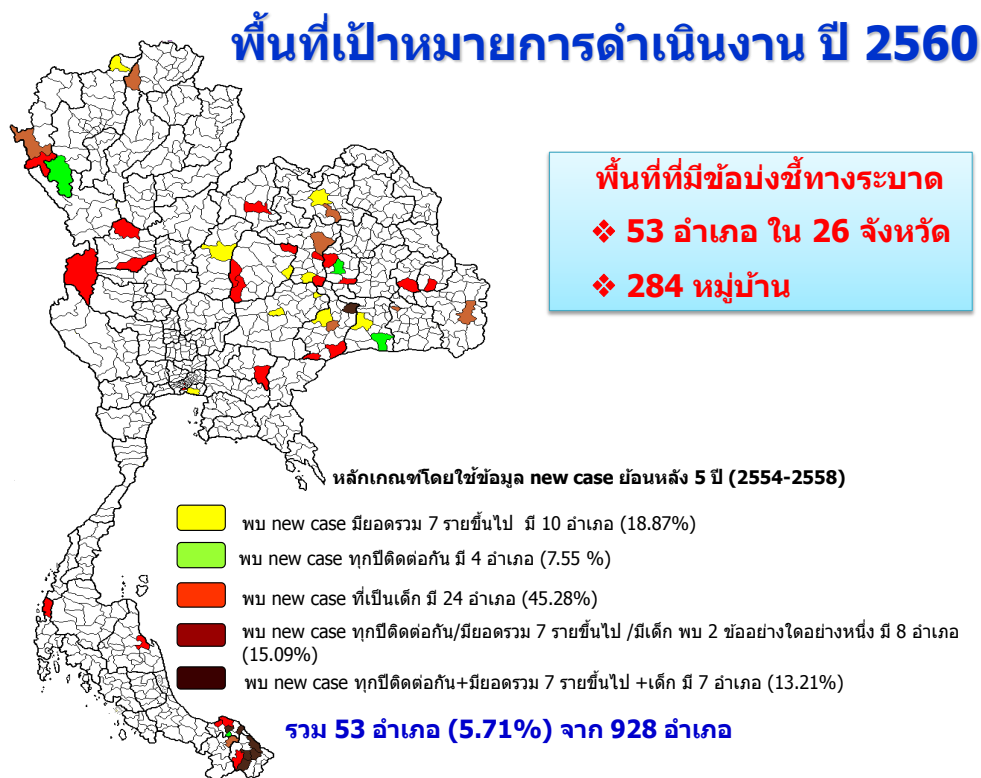 พื้นที่เป้าหมายการดำเนินงาน ปี 2560
พื้นที่ที่มีข้อบ่งชี้ทางระบาด
❖ 53 อำเภอ ใน 26 จังหวัด
❖ 284 หมู่บ้าน
หลักเกณฑ์โดยใช้ข้อมูล new case ย้อนหลัง 5 ปี (2554-2558)
พบ new case มียอดรวม 7 รายขึ้นไป มี 10 อำเภอ (18.87%)
พบ new case ทุกปีติดต่อกัน มี 4 อำเภอ (7.55 %)
พบ new case ที่เป็นเด็ก มี 24 อำเภอ (45.28%)
พบ new case ทุกปีติดต่อกัน/มียอดรวม 7 รายขึ้นไป /มีเด็ก พบ 2 ข้ออย่างใดอย่างหนึ่ง มี 8 อำเภอ
(15.09%)
พบ new case ทุกปีติดต่อกัน+มียอดรวม 7 รายขึ้นไป +เด็ก มี 7 อำเภอ (13.21%)
รวม 53 อำเภอ (5.71%) จาก 928 อำเภอ